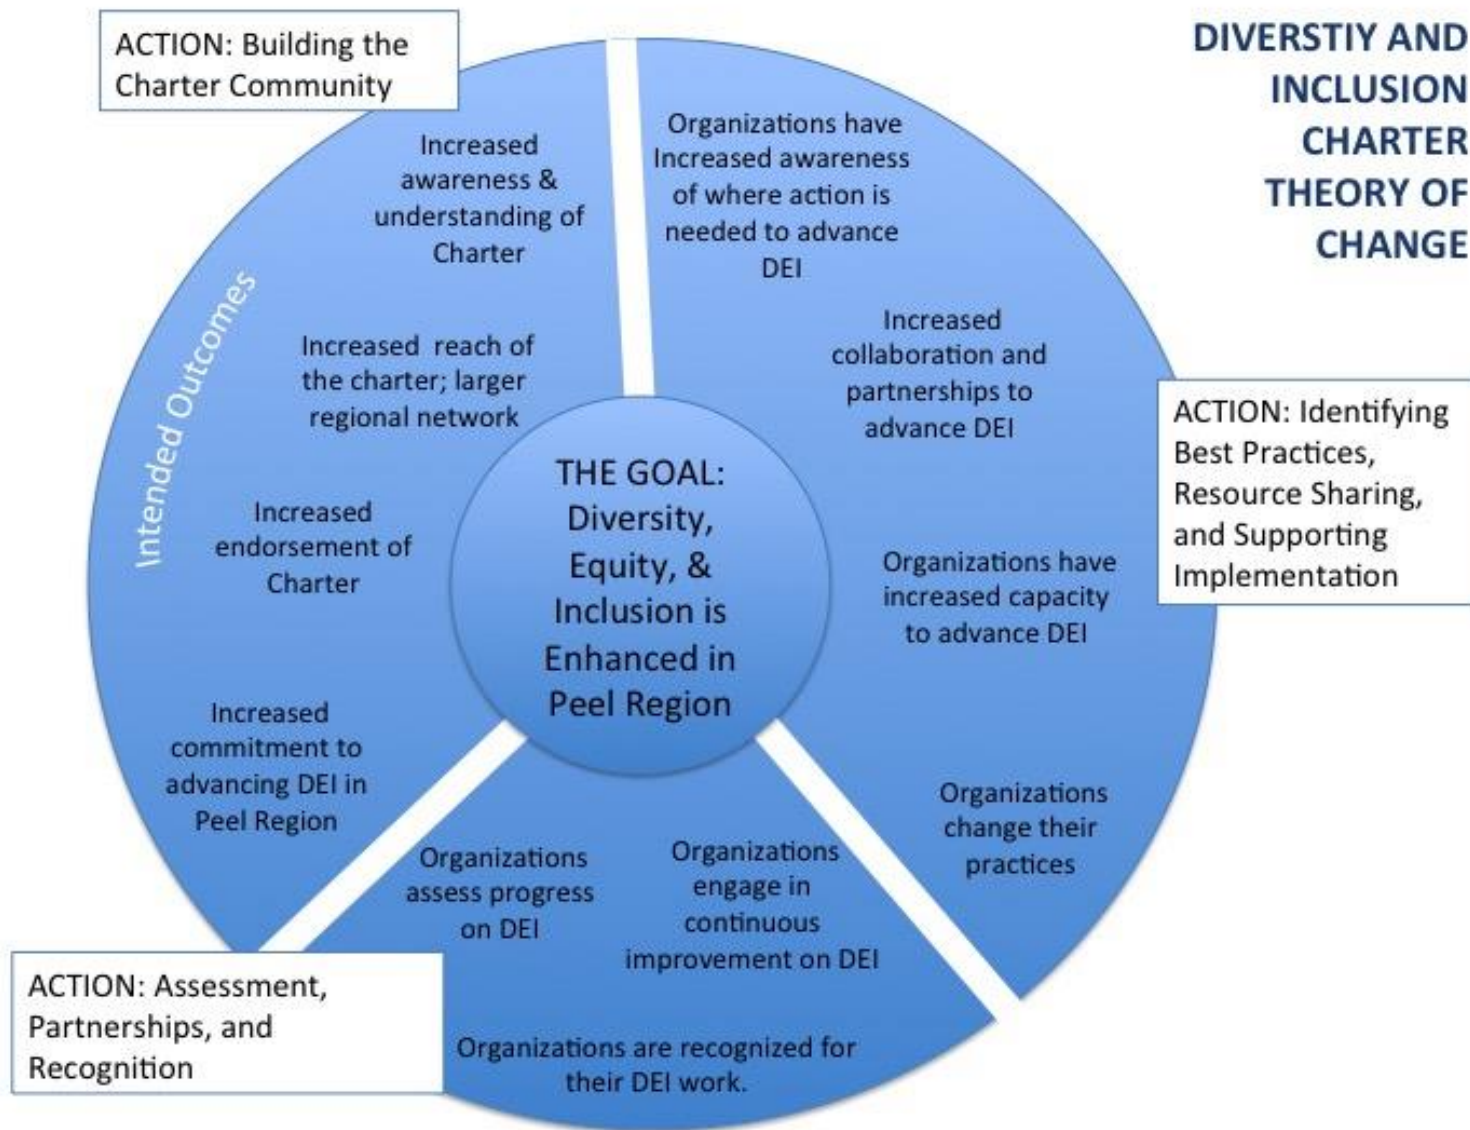 DIVERSTIY AND
INCLUSION
CHARTER
THEORY OF
CHANGE
ACTION: Building the
Charter Community
Intended Outcomes
Increased
awareness &
understanding of
Charter
Increased  reach of
the charter; larger
regional network
Increased
endorsement of
Charter
Increased
commitment to
advancing DEI in
Peel Region
Organizations have
Increased awareness
of where action is
needed to advance
DEI
Increased
collaboration and
partnerships to
advance DEI
Organizations have
increased capacity
to advance DEI
Organizations
change their
practices
ACTION: Identifying
Best Practices,
Resource Sharing,
and Supporting
Implementation
THE GOAL:
Diversity,
Equity, &
Inclusion is
Enhanced in
Peel Region
Organizations
assess progress
on DEI
Organizations
engage in
continuous
improvement on DEI
Organizations are recognized for
their DEI work.
ACTION: Assessment,
Partnerships, and
Recognition